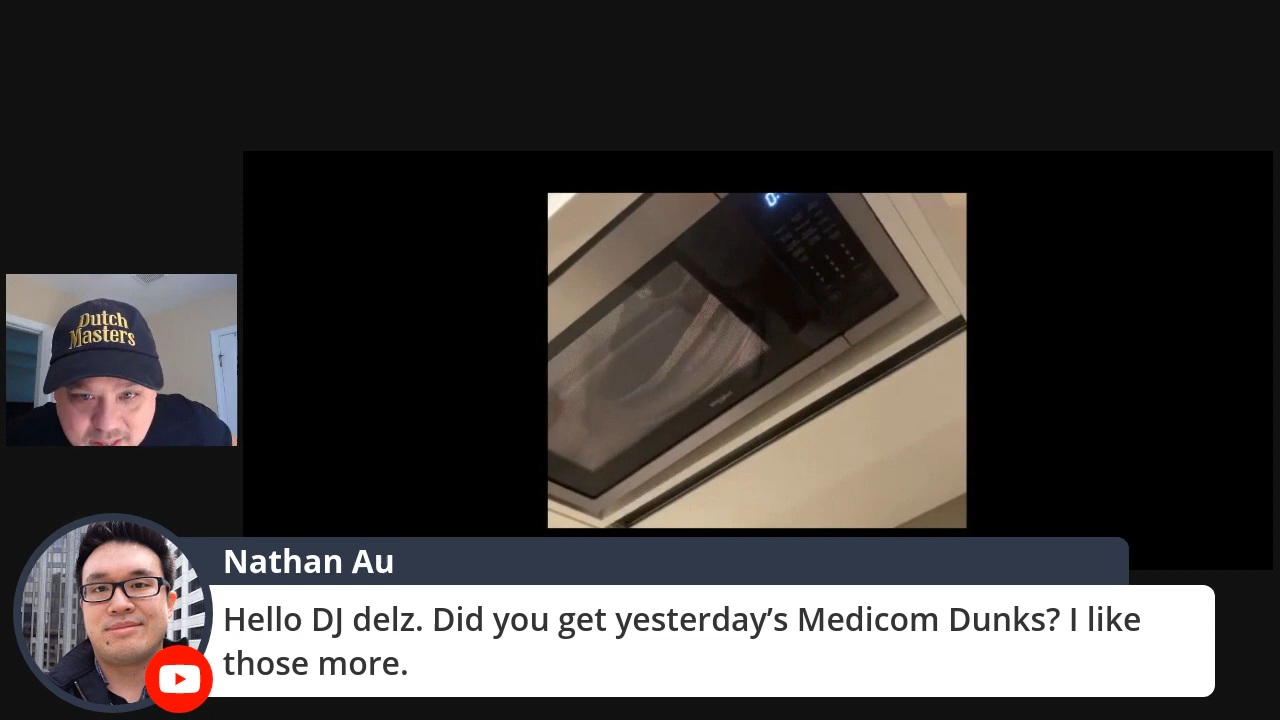 Dutch
Masters
Nathan Au
Hello DJ delz. Did you get yesterday’s Medicom Dunks? I like
those more.